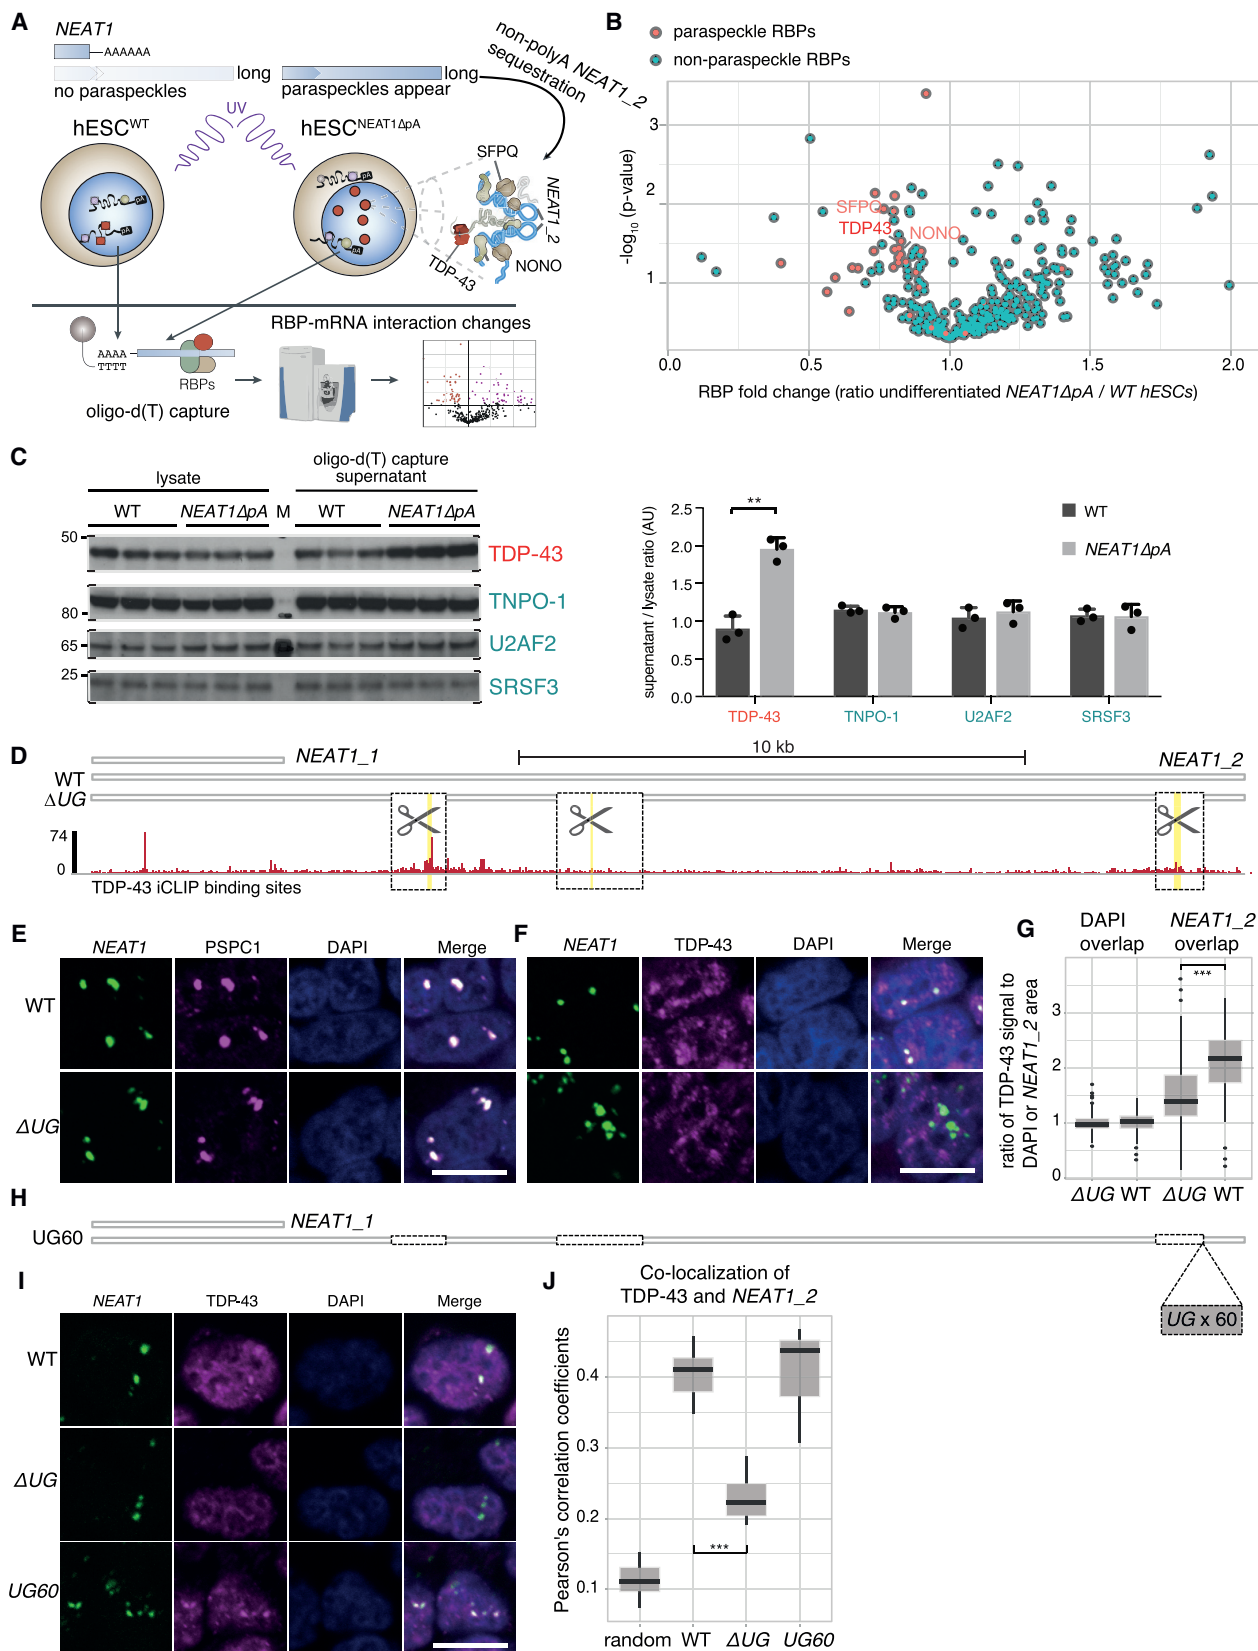 A
NEAT1
AAAAAA
long
no paraspeckles
long
paraspeckles appear
non-polyA NEAT1_2
sequestration
UV
hESCWT
hESCNEAT1ΔpA
pA
pA
pA
pA
SFPQ
NEAT1_2
TDP-43
NONO
RBP-mRNA interaction changes
AAAA
TTTT
RBPs
oligo-d(T) capture
B
paraspeckle RBPs
non-paraspeckle RBPs
-log10 (p-value)
3
2
1
SFPQ
TDP43
NONO
0.0 0.5 1.0 1.5 2.0
RBP fold change (ratio undifferentiated NEAT1ΔpA / WT hESCs)
C
lysate
oligo-d(T) capture
supernatant
WT NEAT1ΔpA M WT NEAT1ΔpA
50
TDP-43
80
TNPO-1
65
U2AF2
25
SRSF3
supernatant / lysate ratio (AU)
2.5
2.0
1.5
1.0
0.5
0.0
**
WT
NEAT1ΔpA
TDP-43 TNPO-1 U2AF2 SRSF3
D
NEAT1_1
10 kb
NEAT1_2
WT
ΔUG
74
0
TDP-43 iCLIP binding sites
E
NEAT1 PSPC1 DAPI Merge
WT
ΔUG
F
NEAT1 TDP-43 DAPI Merge
G
DAPI
overlap
NEAT1_2
overlap
***
ratio of TDP-43 signal to
DAPI or NEAT1_2 area
3
2
1
0
ΔUG WT ΔUG WT
H
NEAT1_1
UG60
UG x 60
I
NEAT1 TDP-43 DAPI Merge
WT
ΔUG
UG60
J
Co-localization of
TDP-43 and NEAT1_2
Pearson's correlation coefficients
0.4
0.3
0.2
0.1
***
random WT ΔUG UG60